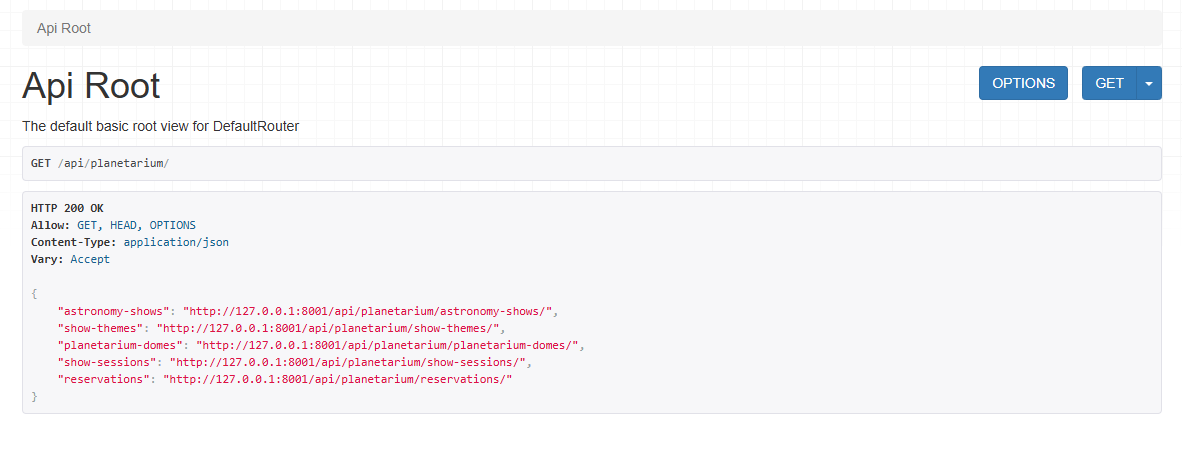 Api Root
Api Root
OPTIONS
GET
The default basic root view for DefaultRouter
GET /api/planetarium/
HTTP 200 OK
Allow: GET, HEAD, OPTIONS
Content-Type: application/json
Vary: Accept
{
    "astronomy-shows": "http://127.0.0.1:8001/api/planetarium/astronomy-shows/",
    "show-themes": "http://127.0.0.1:8001/api/planetarium/show-themes/",
    "planetarium-domes": "http://127.0.0.1:8001/api/planetarium/planetarium-domes/",
    "show-sessions": "http://127.0.0.1:8001/api/planetarium/show-sessions/",
    "reservations": "http://127.0.0.1:8001/api/planetarium/reservations/"
}